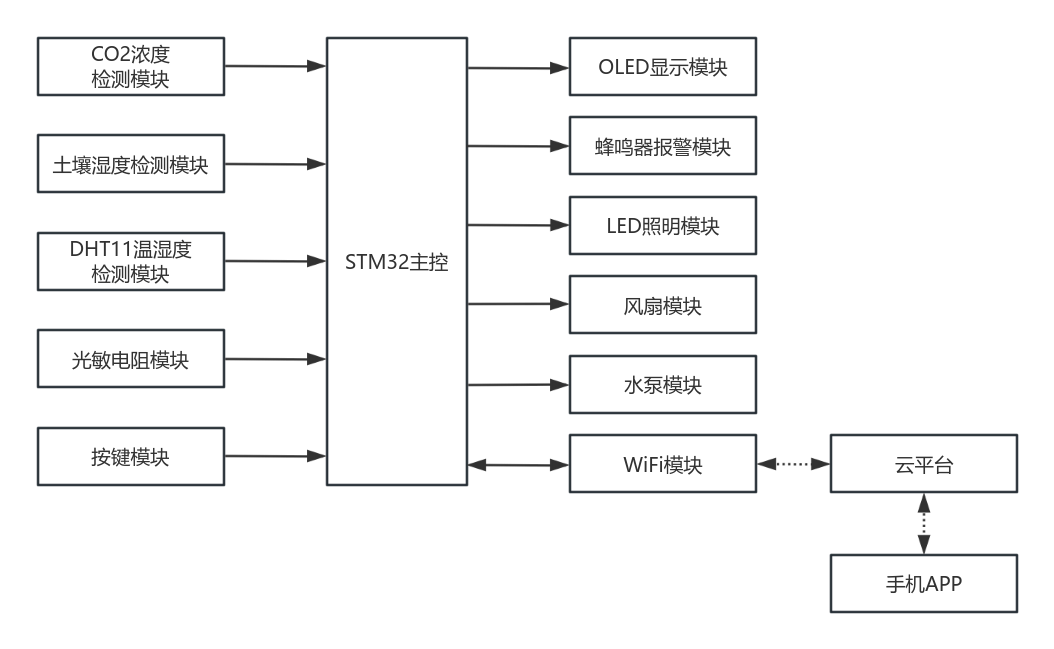 CO2浓度
检测模块
土壤湿度检测模块
DHT11温湿度
检测模块
光敏电阻模块
按键模块
STM32主控
OLED显示模块
蜂鸣器报警模块
LED照明模块
风扇模块
水泵模块
WiFi模块
云平台
手机APP